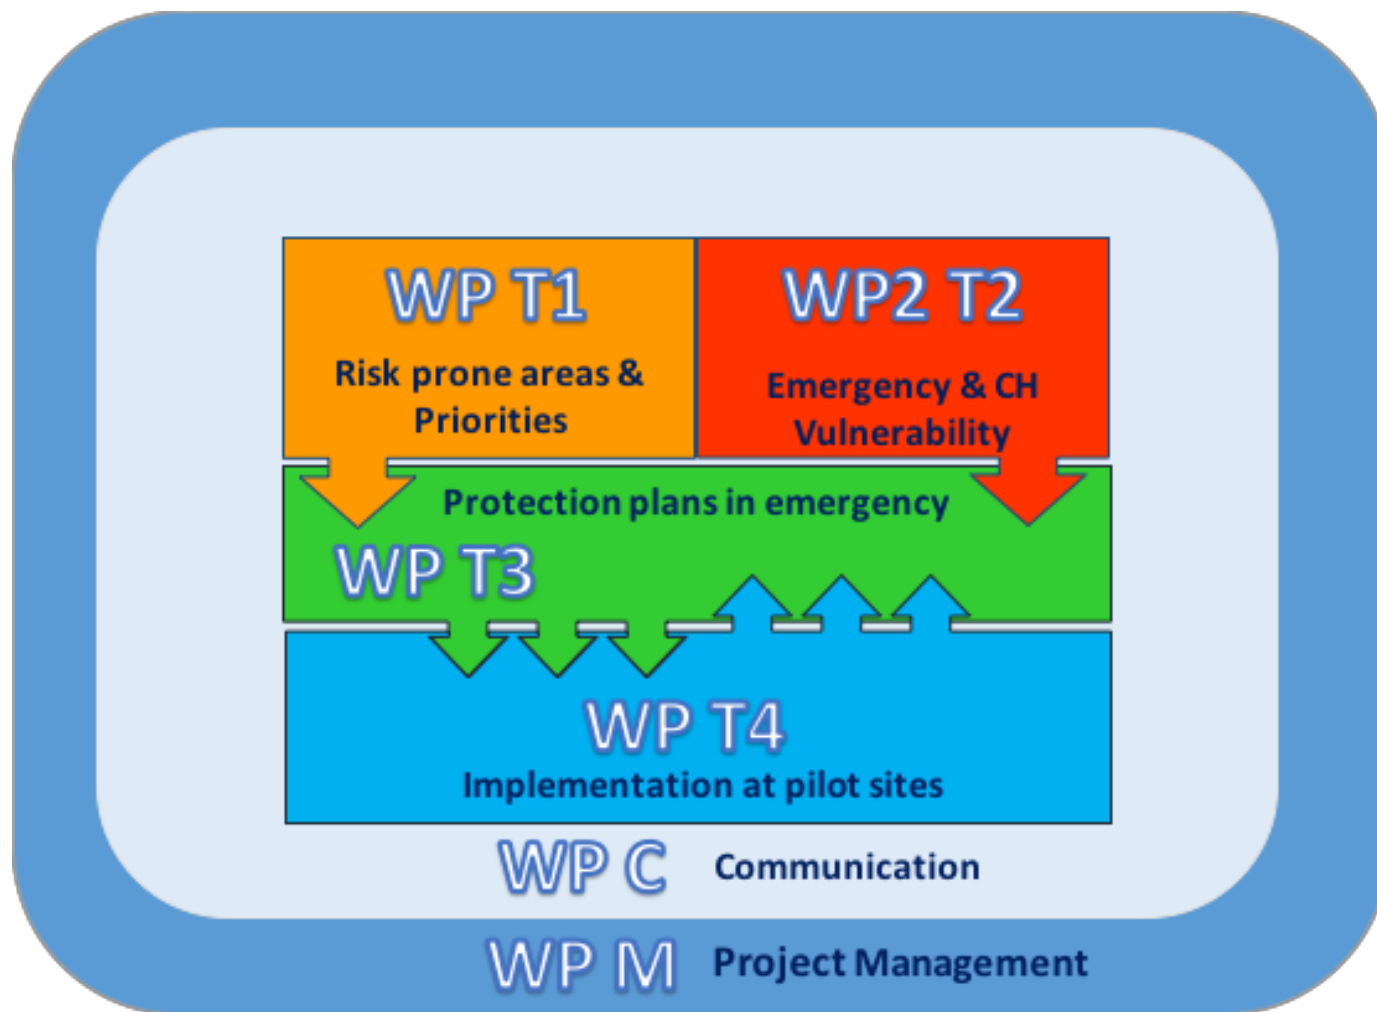 WP T1
Risk prone areas &
Priorities
WP2 T2
Emergency & CH
Vulnerability
Protection plans in emergency
WP T3
WP T4
Implementation at pilot sites
WP C Communication
WP M Project Management